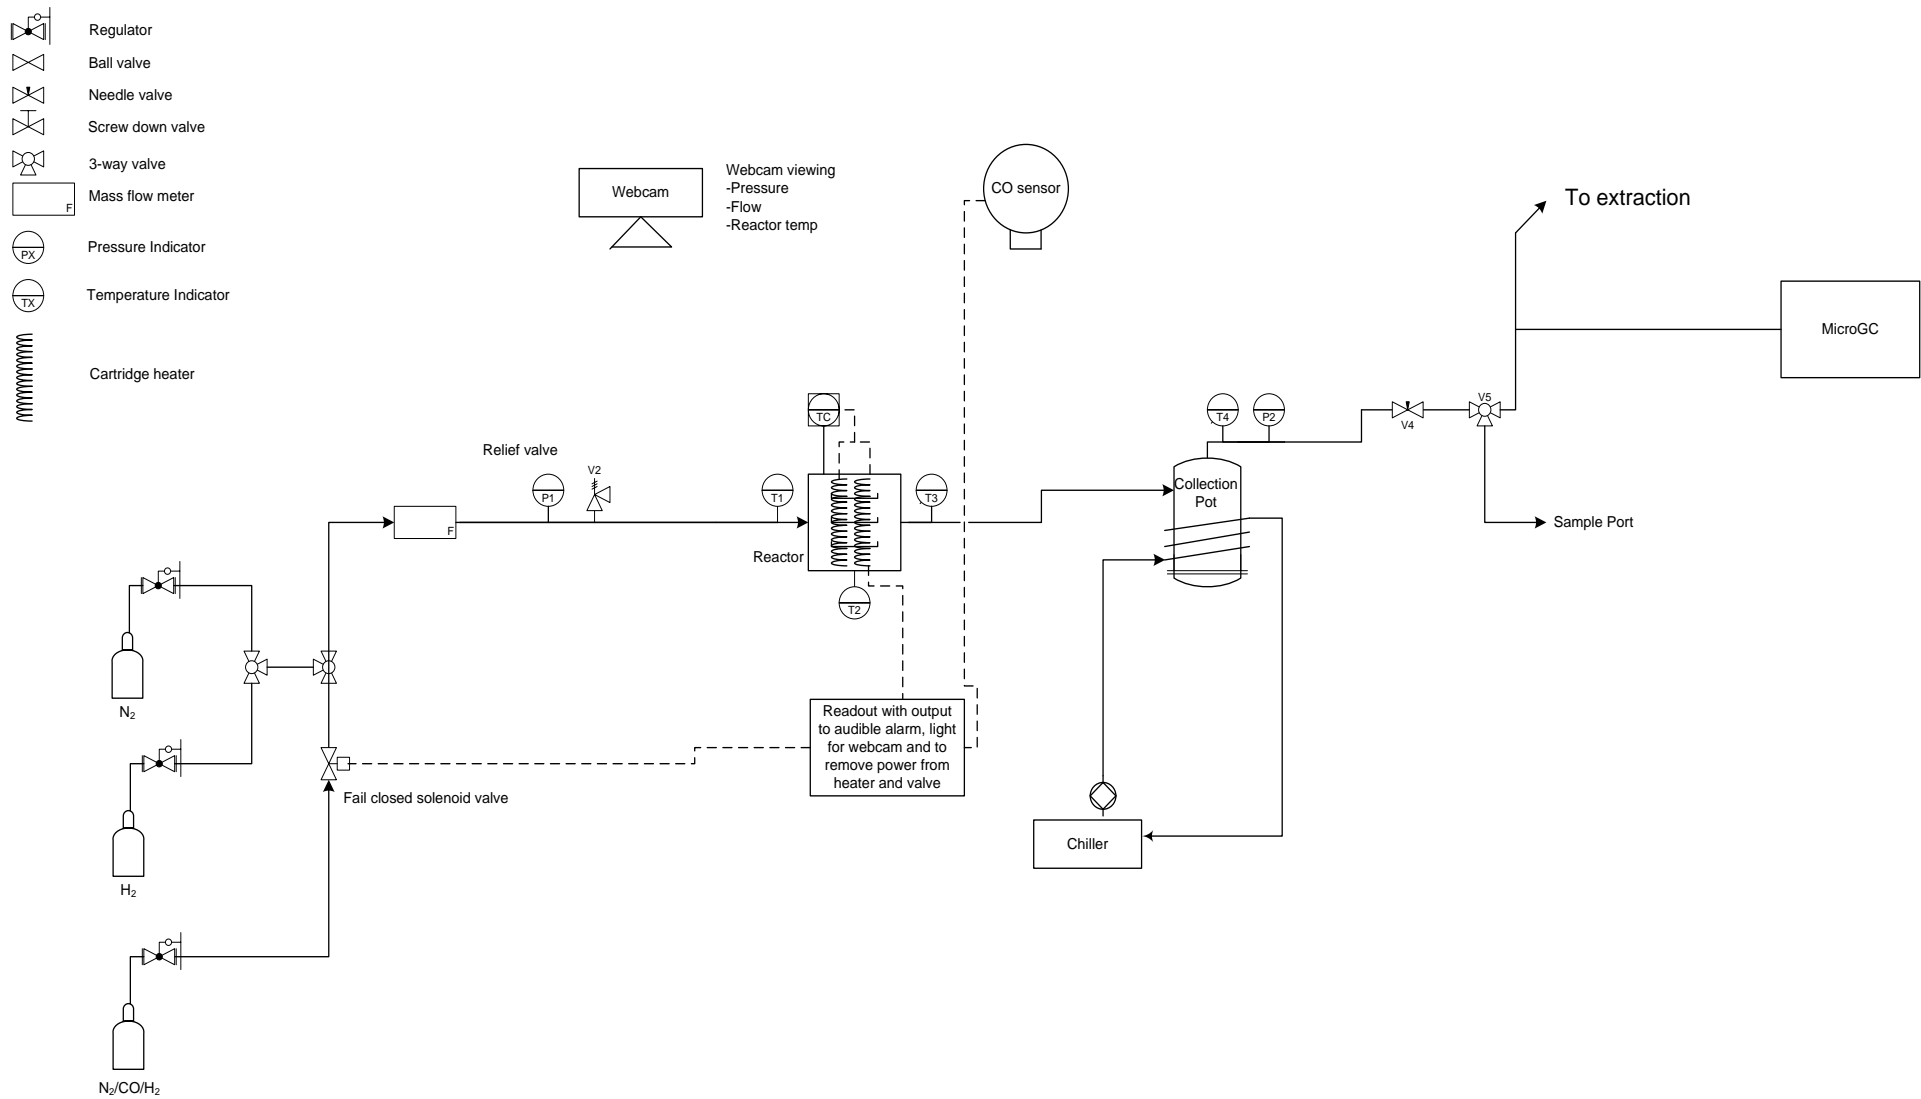 Regulator
Ball valve
Needle valve
Screw down valve
3-way valve
F
Mass flow meter
PX
Pressure Indicator
TX
Temperature Indicator
Cartridge heater
Webcam
Webcam viewing
-Pressure
-Flow
-Reactor temp
CO sensor
To extraction
MicroGC
TC
T4
P2
V5
V4
Relief valve
V2
P1
T1
T3
F
Reactor
T2
Collection
Pot
Sample Port
N₂
Readout with output
to audible alarm, light
for webcam and to
remove power from
heater and valve
Fail closed solenoid valve
Chiller
H₂
N₂/CO/H₂